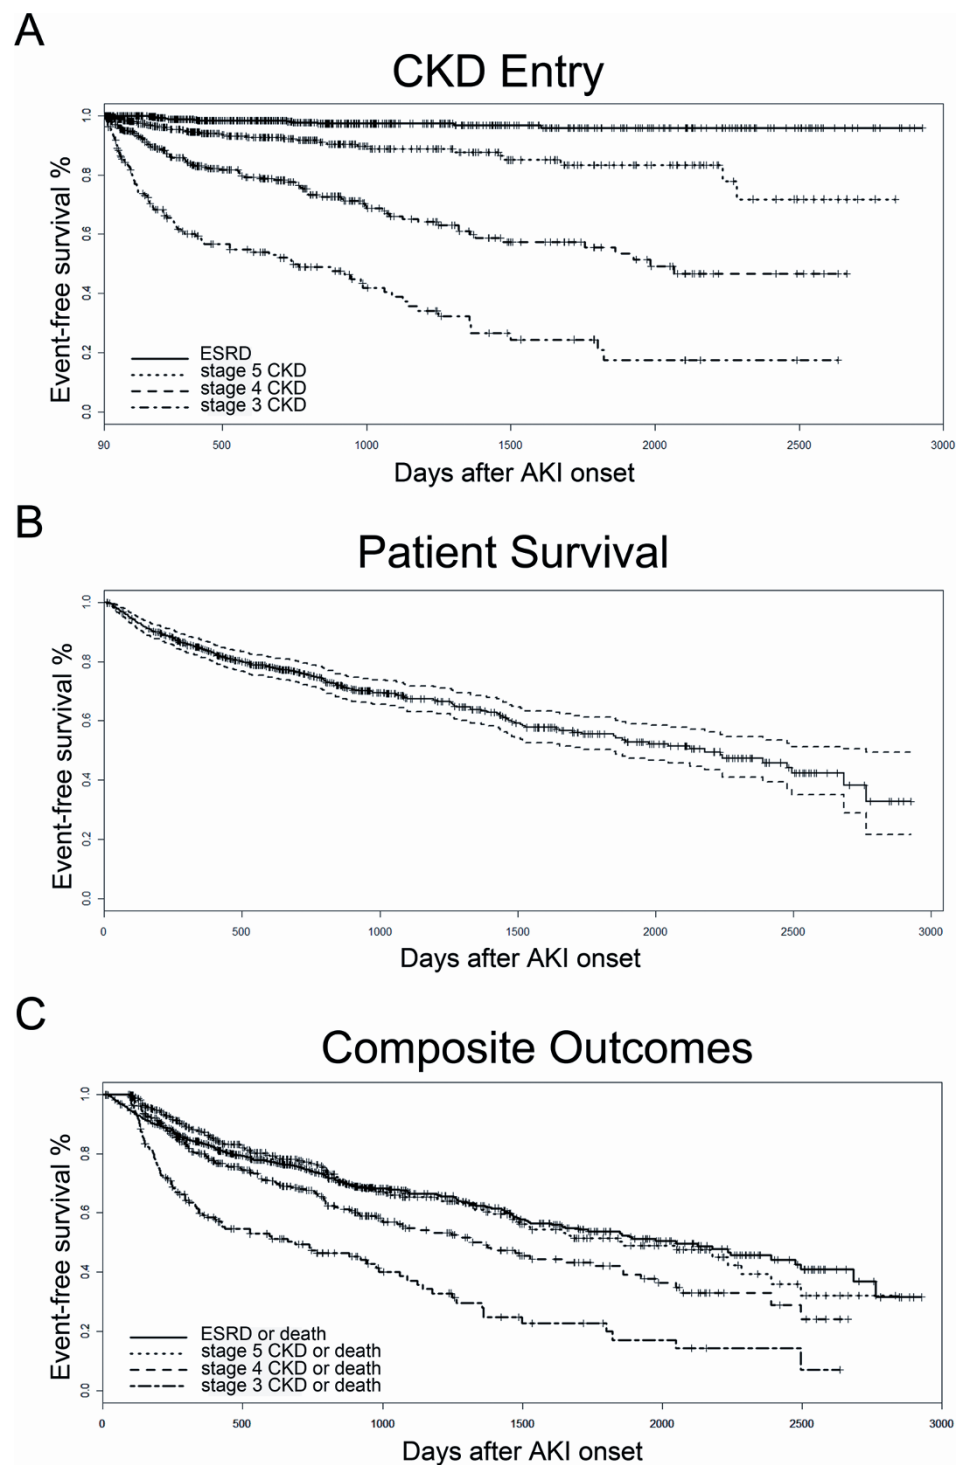 A
CKD Entry
Event-free survival %
1.0
0.8
0.6
0.4
0.2
0.0
ESRD
stage 5 CKD
stage 4 CKD
stage 3 CKD
90 500 1000 1500 2000 2500 3000
Days after AKI onset
B
Patient Survival
Event-free survival %
1.0
0.8
0.6
0.4
0.2
0.0
0 500 1000 1500 2000 2500 3000
Days after AKI onset
C
Composite Outcomes
Event-free survival %
1.0
0.8
0.6
0.4
0.2
0.0
ESRD or death
stage 5 CKD or death
stage 4 CKD or death
stage 3 CKD or death
0 500 1000 1500 2000 2500 3000
Days after AKI onset